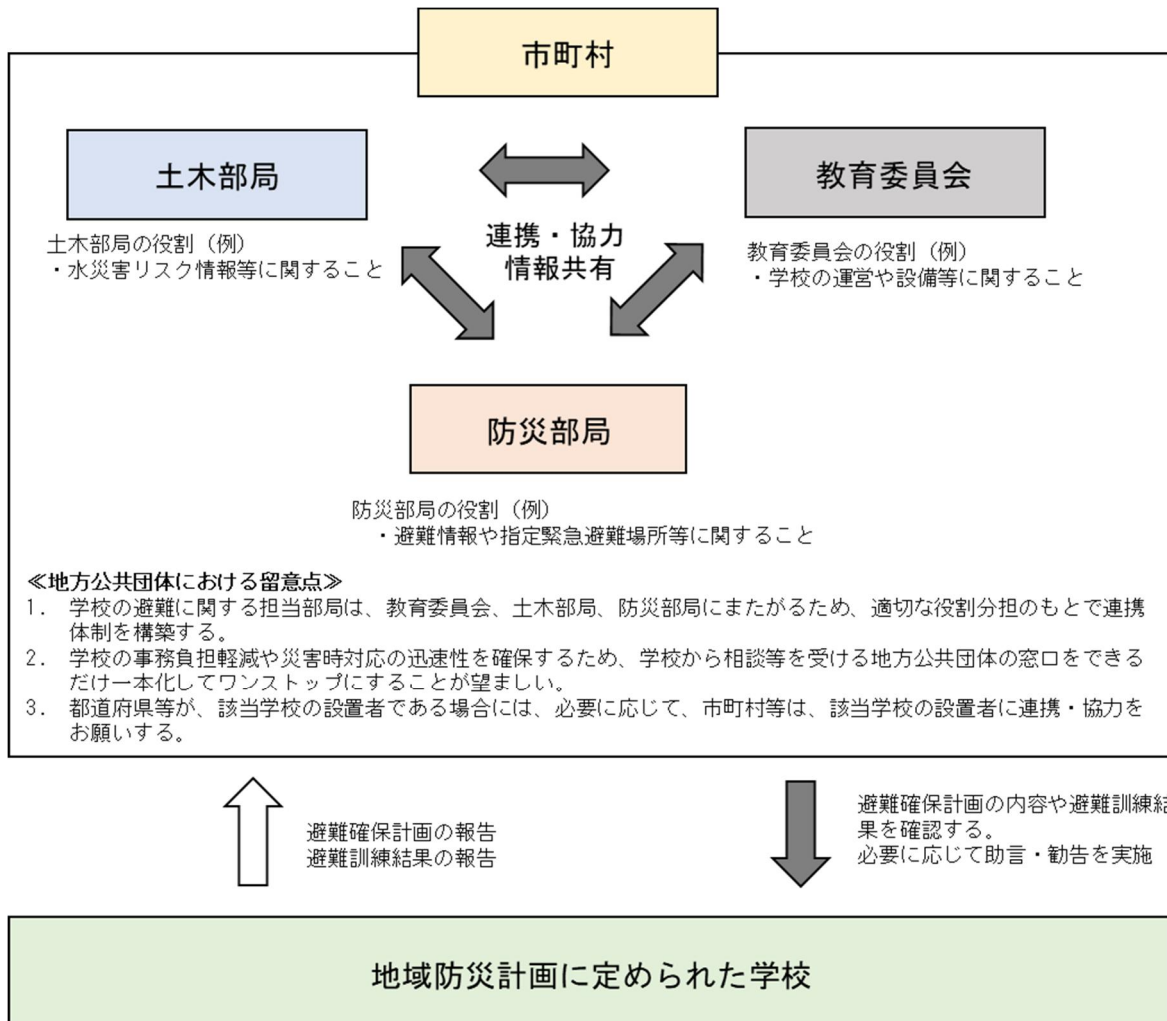 市町村
土木部局
教育委員会
連携・協力
情報共有
土木部局の役割（例）
・水災害リスク情報等に関すること
教育委員会の役割（例）
・学校の運営や設備等に関すること
防災部局
防災部局の役割（例）
・避難情報や指定緊急避難場所等に関すること
≪地方公共団体における留意点≫
1. 学校の避難に関する担当部局は、教育委員会、土木部局、防災部局にまたがるため、適切な役割分担のもとで連携
体制を構築する。
2. 学校の事務負担軽減や災害時対応の迅速性を確保するため、学校から相談等を受ける地方公共団体の窓口をできる
だけ一本化してワンストップにすることが望ましい。
3. 都道府県等が、該当学校の設置者である場合には、必要に応じて、市町村等は、該当学校の設置者に連携・協力を
お願いする。
避難確保計画の報告
避難訓練結果の報告
避難確保計画の内容や避難訓練結
果を確認する。
必要に応じて助言・勧告を実施
地域防災計画に定められた学校